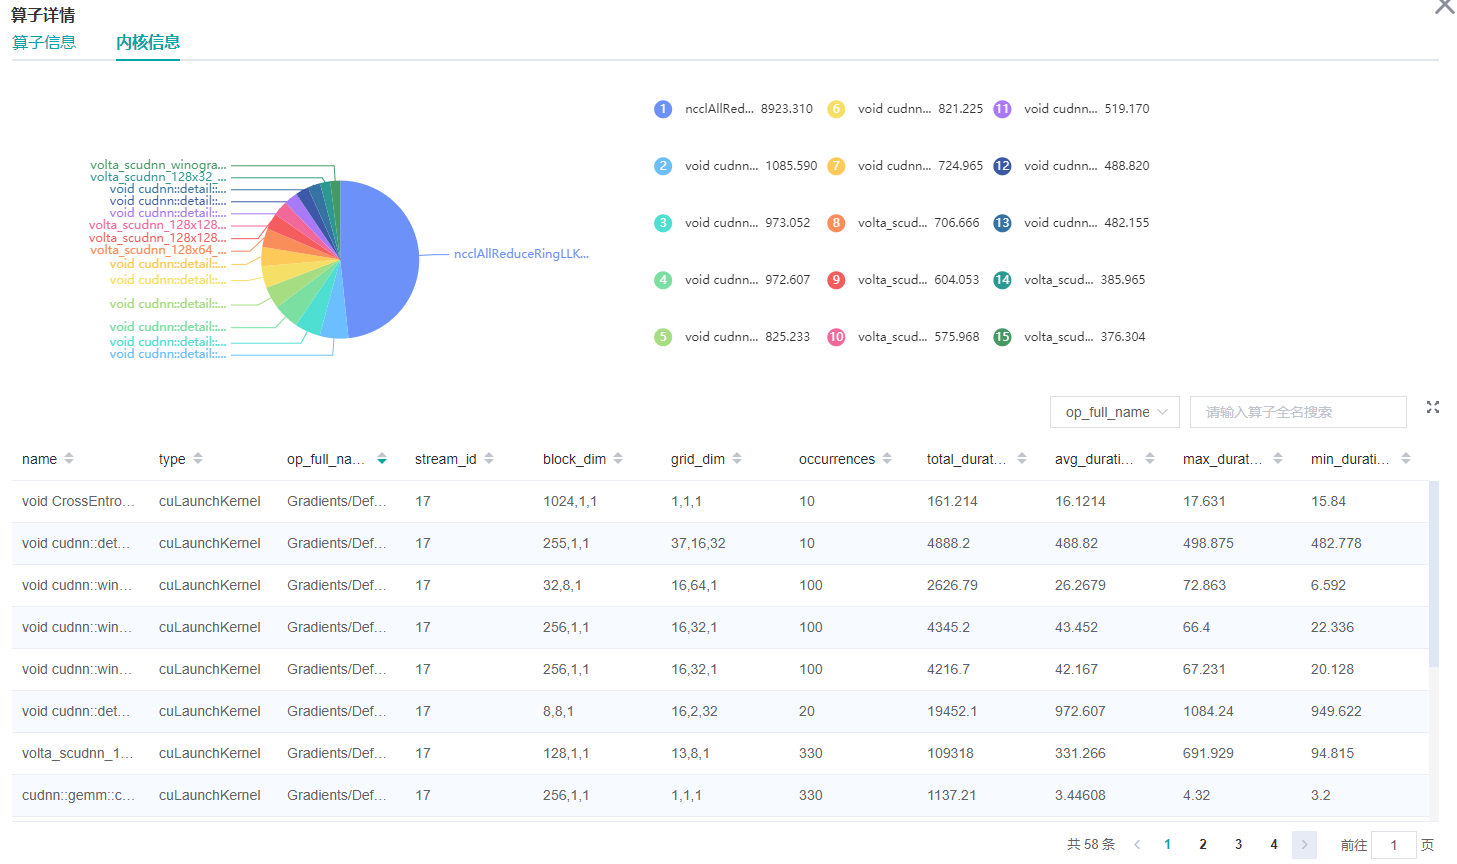 算子详情
算子信息 内核信息
volta_scudnn_winogra...
volta_scudnn_128x32_...
void cudnn::detail::...
void cudnn::detail::...
void cudnn::detail::...
volta_scudnn_128x128...
volta_scudnn_128x128...
volta_scudnn_128x64_...
void cudnn::detail::...
void cudnn::detail::...
void cudnn::detail::...
void cudnn::detail::...
void cudnn::detail::...
void cudnn::detail::...
ncclAllReduceRingLLK...
1 ncclAllRed... 8923.310 6 void cudnn... 821.225 11 void cudnn... 519.170
2 void cudnn... 1085.590 7 void cudnn... 724.965 12 void cudnn... 488.820
3 void cudnn... 973.052 8 volta_scud... 706.666 13 void cudnn... 482.155
4 void cudnn... 972.607 9 volta_scud... 604.053 14 volta_scud... 385.965
5 void cudnn... 825.233 10 volta_scud... 575.968 15 volta_scud... 376.304
op_full_name 请输入算子全名搜索
name type op_full_na... stream_id block_dim grid_dim occurrences total_durat... avg_durati... max_durat... min_durati...
void CrossEntro... cuLaunchKernel Gradients/Def... 17 1024,1,1 1,1,1 10 161.214 16.1214 17.631 15.84
void cudnn::det... cuLaunchKernel Gradients/Def... 17 255,1,1 37,16,32 10 4888.2 488.82 498.875 482.778
void cudnn::win... cuLaunchKernel Gradients/Def... 17 32,8,1 16,64,1 100 2626.79 26.2679 72.863 6.592
void cudnn::win... cuLaunchKernel Gradients/Def... 17 256,1,1 16,32,1 100 4345.2 43.452 66.4 22.336
void cudnn::win... cuLaunchKernel Gradients/Def... 17 256,1,1 16,32,1 100 4216.7 42.167 67.231 20.128
void cudnn::det... cuLaunchKernel Gradients/Def... 17 8,8,1 16,2,32 20 19452.1 972.607 1084.24 949.622
volta_scudnn_1... cuLaunchKernel Gradients/Def... 17 128,1,1 13,8,1 330 109318 331.266 691.929 94.815
cudnn::gemm::c... cuLaunchKernel Gradients/Def... 17 256,1,1 1,1,1 330 1137.21 3.44608 4.32 3.2
共 58 条 1 2 3 4 前往 1 页